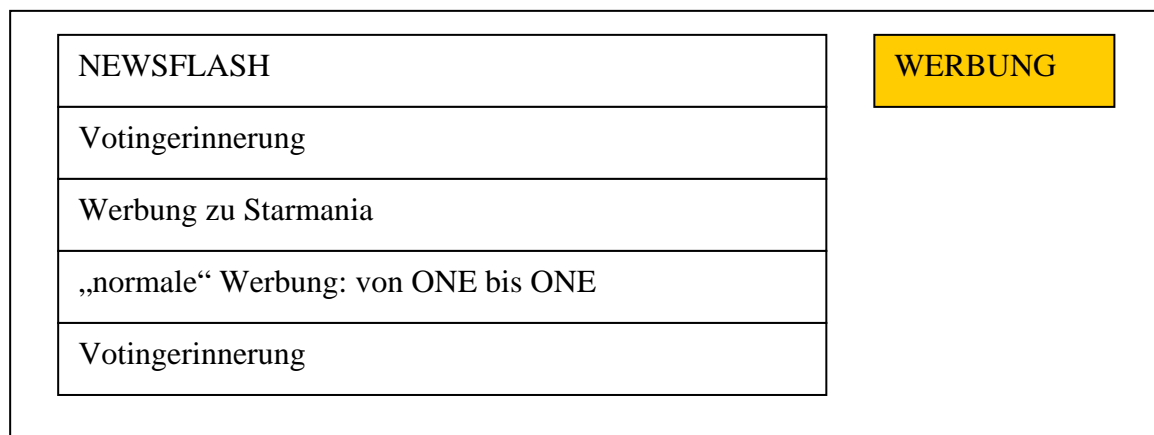 NEWSFLASH
WERBUNG
Votingerinnerung
Werbung zu Starmania
„normale“ Werbung: von ONE bis ONE
Votingerinnerung